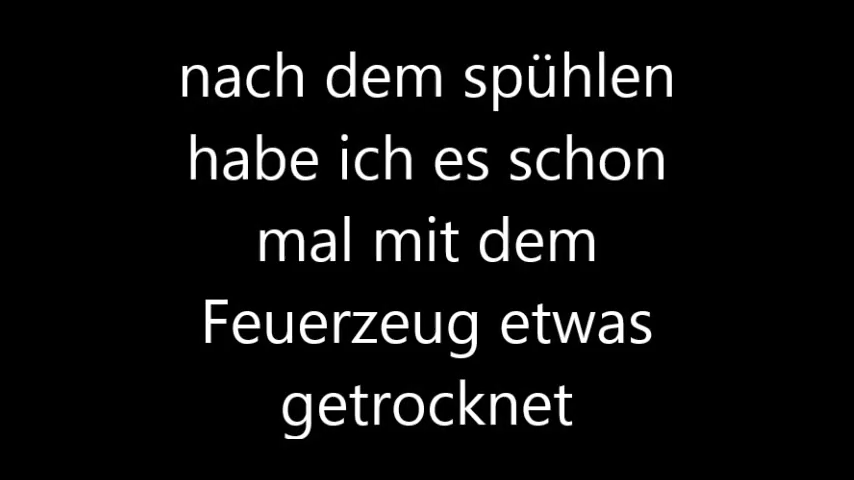 nach dem spühlen
habe ich es schon
mal mit dem
Feuerzeug etwas
getrocknet